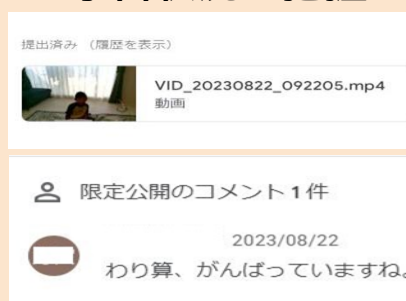 提出済み (履歴を表示)
VID_20230822_092205.mp4
動画
限定公開のコメント1件
2023/08/22
わり算、がんばっていますね。